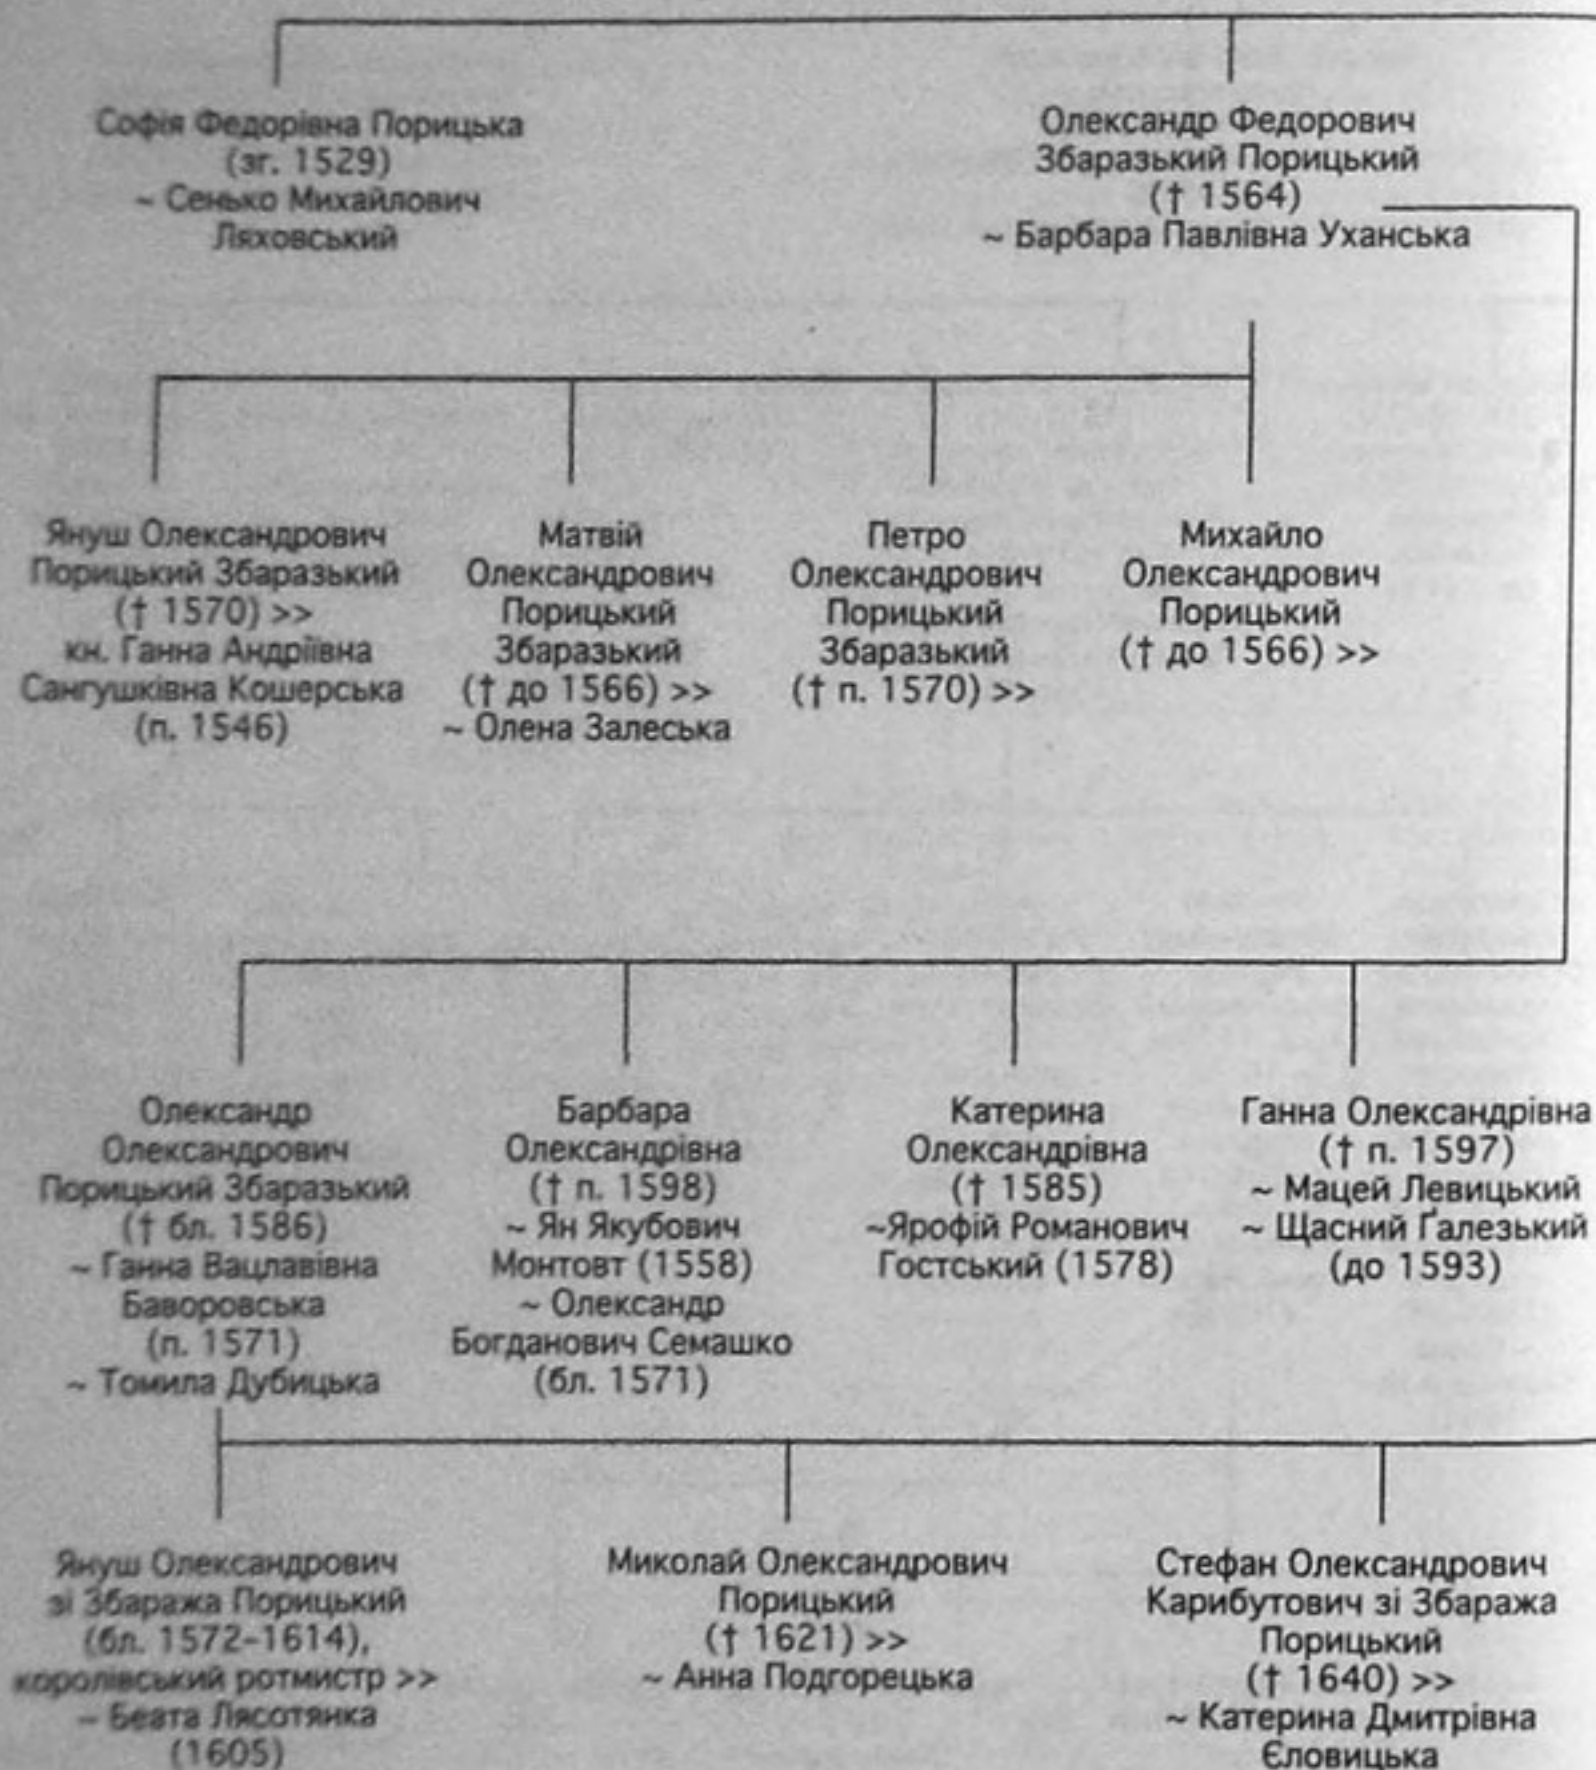 Софія Федорівна Порицька
(зг. 1529)
~ Сенько Михайлович
Ляховський
Олександр Федорович
Збаразький Порицький
(† 1564)
~ Барбара Павлівна Уханська
Януш Олександрович
Порицький Збаразький
(† 1570) >>
кн. Ганна Андріївна
Сангушківна Кошерська
(п. 1546)
Матвій
Олександрович
Порицький
Збаразький
(† до 1566) >>
~ Олена Залеська
Петро
Олександрович
Порицький
Збаразький
(† п. 1570) >>
Михайло
Олександрович
Порицький
(† до 1566) >>
Олександр
Олександрович
Порицький Збаразький
(† бл. 1586)
~ Ганна Вацлавівна
Баворовська
(п. 1571)
~ Томила Дубицька
Барбара
Олександрівна
(† п. 1598)
~ Ян Якубович
Монтовт (1558)
~ Олександр
Богданович Семашко
(бл. 1571)
Катерина
Олександрівна
(† 1585)
~Ярофій Романович
Гостський (1578)
Ганна Олександрівна
(† п. 1597)
~ Мацей Левицький
~ Щасний Ґалезький
(до 1593)
Януш Олександрович
зі Збаража Порицький
(бл. 1572-1614),
королівський ротмистр >>
~ Беата Лясотянка
(1605)
Миколай Олександрович
Порицький
(† 1621) >>
~ Анна Подгорецька
Стефан Олександрович
Карибутович зі Збаража
Порицький
(† 1640) >>
~ Катерина Дмитрівна
Єловицька